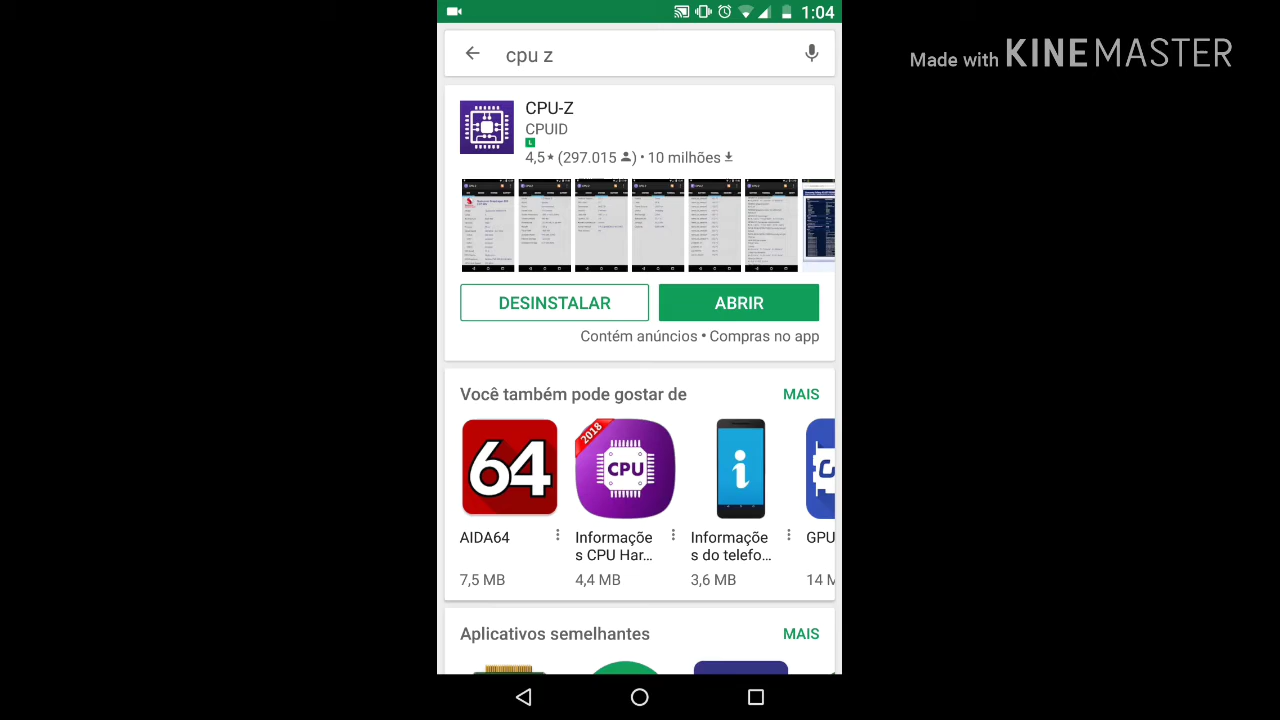 1:04
Made with KINEMASTER
cpu z
CPU-Z
CPUID
L
4,5★ (297.015) • 10 milhões
DESINSTALAR
ABRIR
Contém anúncios • Compras no app
Você também pode gostar de
MAIS
2018
64
CPU
i
AIDA64
Informaçõe
s CPU Har...
Informaçõe
s do telefo...
GPU
7,5 MB
4,4 MB
3,6 MB
14 M
Aplicativos semelhantes
MAIS